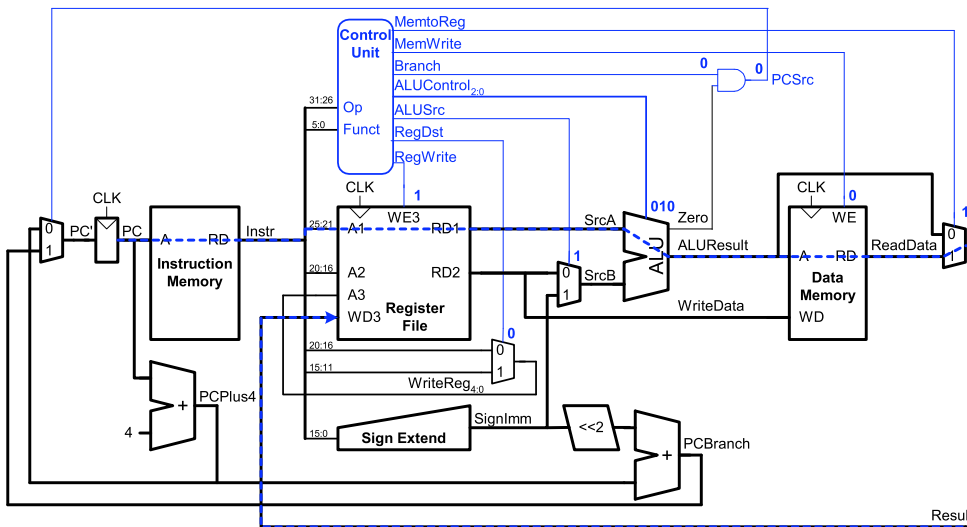 MemtoReg
Control
Unit
MemWrite
Branch
0
0
PCSrc
ALUControl2:0
31:26
Op
ALUSrc
5:0
Funct
RegDst
RegWrite
CLK
CLK
1
CLK
WE3
010
Zero
0
WE
1
0
1
PC'
PC
A
RD
Instr
25:21
A1
RD1
SrcA
ALU
ALUResult
A
RD
ReadData
0
1
Instruction
Memory
20:16
A2
RD2
1
0
1
SrcB
Data
Memory
A3
Register
File
WD3
WriteData
WD
20:16
0
0
1
15:11
WriteReg4:0
PCPlus4
+
4
SignImm
15:0
Sign Extend
<<2
PCBranch
+
Resul